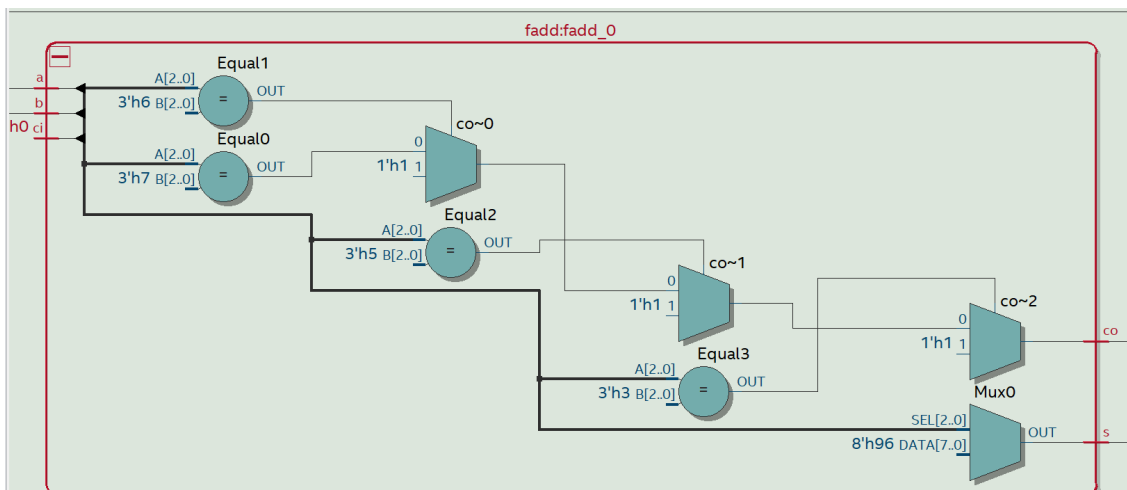 fadd:fadd_0
Equal1
a
A[2..0]
OUT
b
3'h6 B[2..0]
h0 ci
co~0
Equal0
0
A[2..0]
OUT
1'h1 1
3'h7 B[2..0]
Equal2
A[2..0]
OUT
3'h5 B[2..0]
co~1
0
1'h1 1
co~2
0
co
1'h1 1
Equal3
A[2..0]
OUT
3'h3 B[2..0]
Mux0
SEL[2..0]
OUT
s
8'h96 DATA[7..0]
=
=
=
=